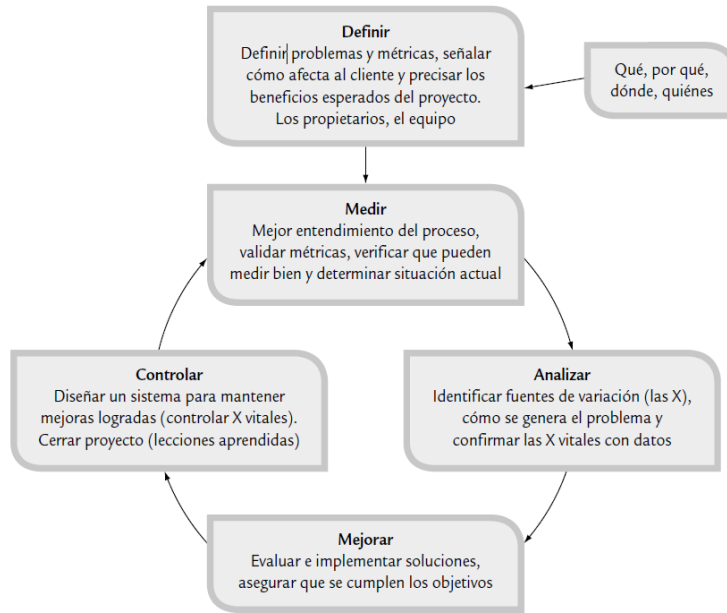 Definir
Definir problemas y métricas, señalar
cómo afecta al cliente y precisar los
beneficios esperados del proyecto.
Los propietarios, el equipo
Qué, por qué,
dónde, quiénes
Medir
Mejor entendimiento del proceso,
validar métricas, verificar que pueden
medir bien y determinar situación actual
Controlar
Diseñar un sistema para mantener
mejoras logradas (controlar X vitales).
Cerrar proyecto (lecciones aprendidas)
Analizar
Identificar fuentes de variación (las X),
cómo se genera el problema y
confirmar las X vitales con datos
Mejorar
Evaluar e implementar soluciones,
asegurar que se cumplen los objetivos